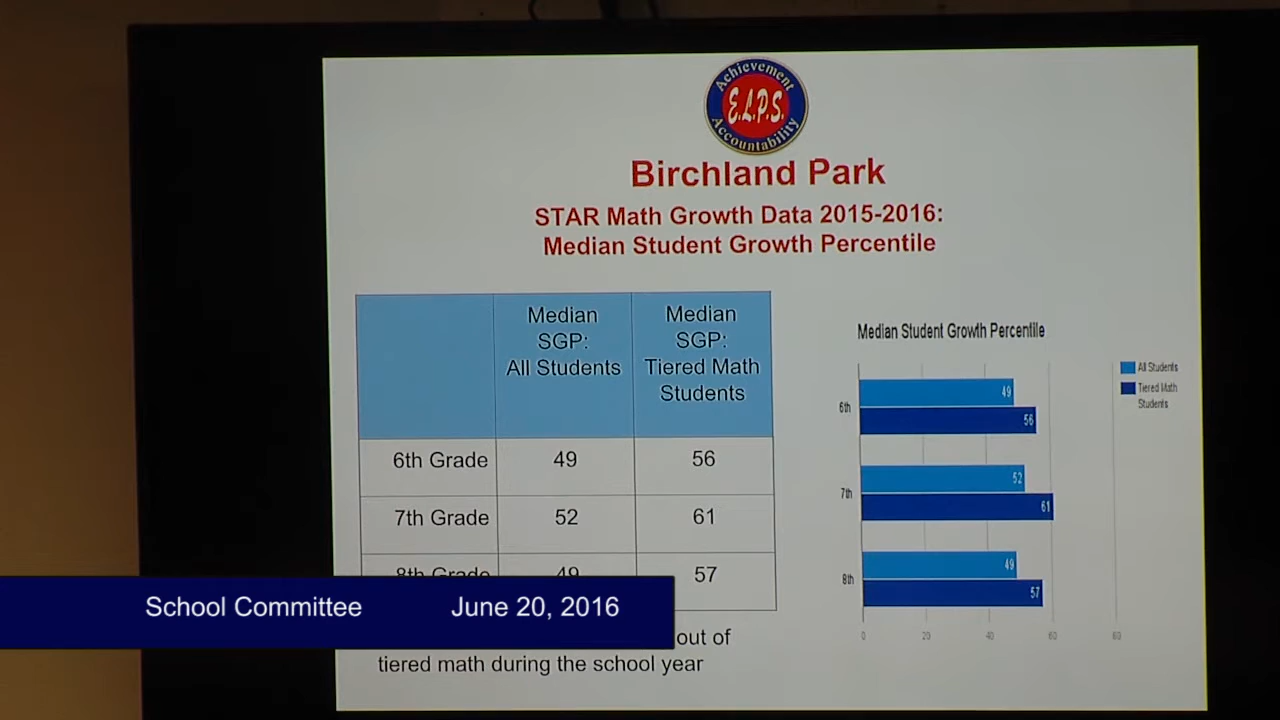 Achievement
E.L.P.S.
Accountability
Birchland Park
STAR Math Growth Data 2015-2016:
Median Student Growth Percentile
Median SGP: All Students
Median SGP: Tiered Math Students
6th Grade 49 56
7th Grade 52 61
8th Grade 49 57
out of
tiered math during the school year
Median Student Growth Percentile
All Students
Tiered Math
Students
6th 49 56
7th 52 61
8th 49 57
0 20 40 60
School Committee June 20, 2016